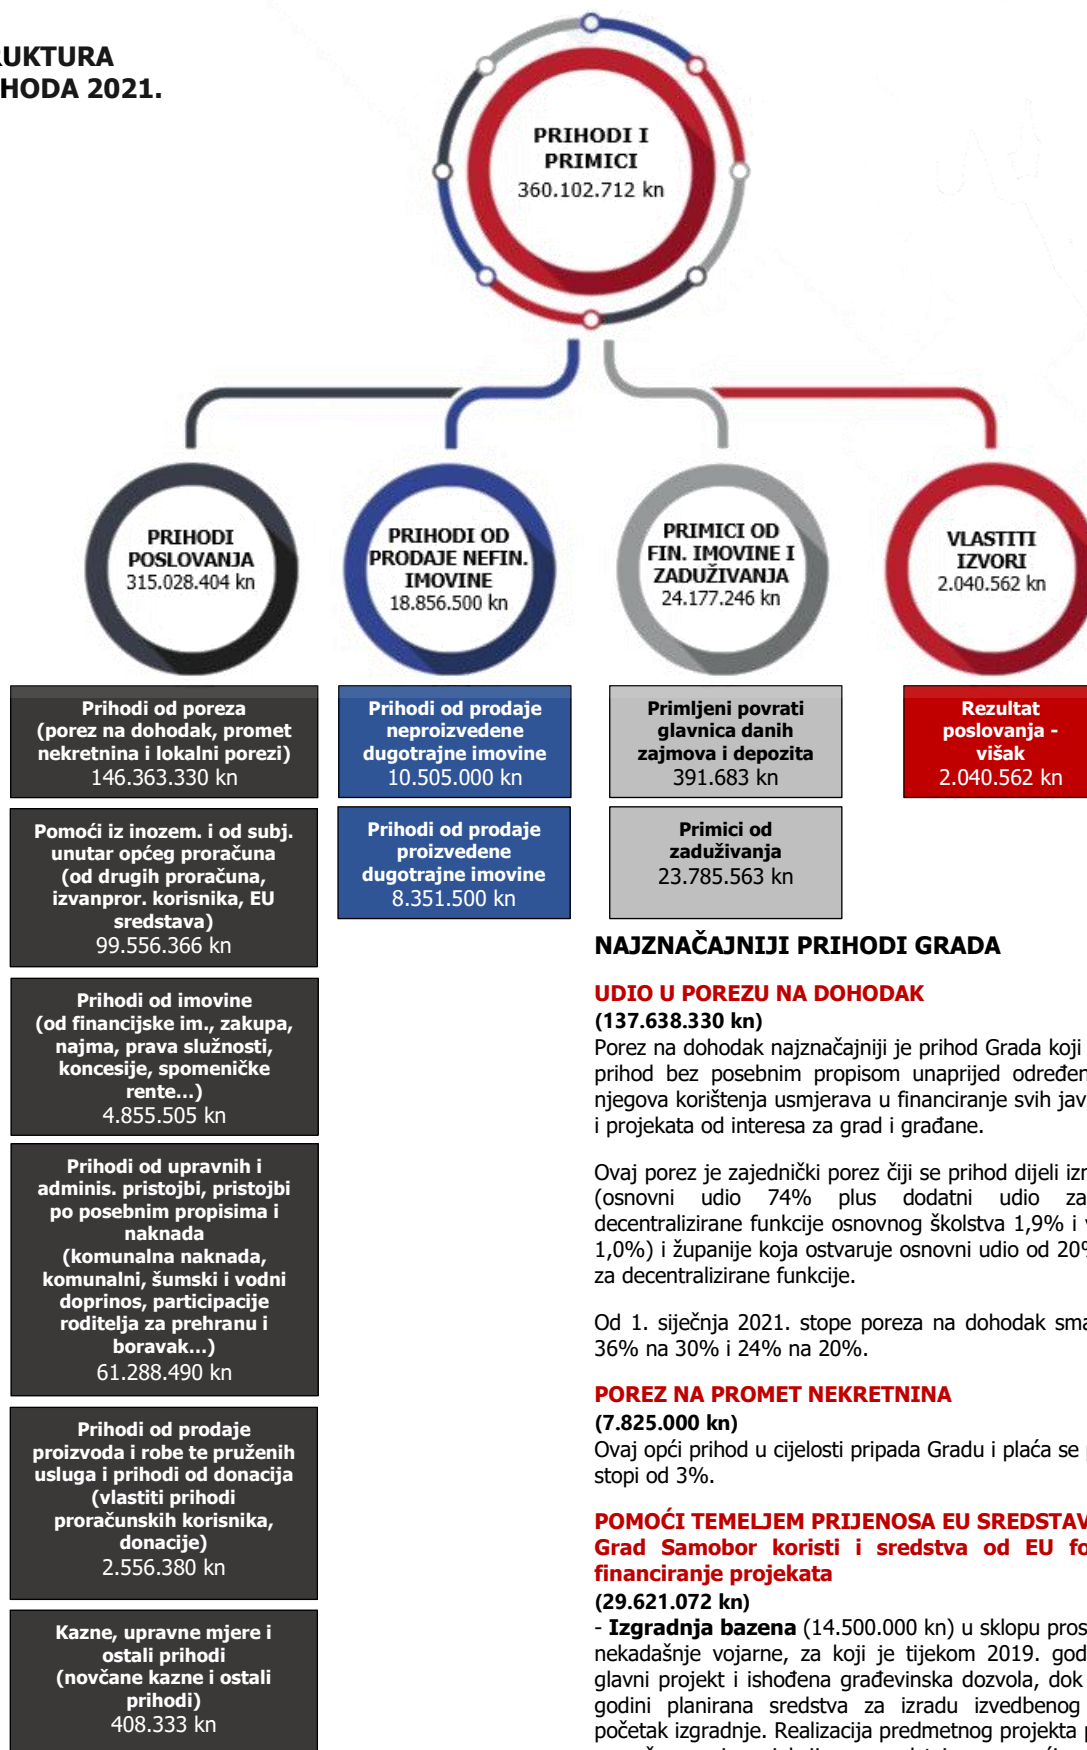 RUKTURA
HODA 2021.
PRIHODI I
PRIMICI
360.102.712 kn
PRIHODI
POSLOVANJA
315.028.404 kn
PRIHODI OD
PRODAJE NEFIN.
IMOVINE
18.856.500 kn
PRIMICI OD
FIN. IMOVINE I
ZADUŽIVANJA
24.177.246 kn
VLASTITI
IZVORI
2.040.562 kn
Prihodi od poreza
(porez na dohodak, promet
nekretnina i lokalni porezi)
146.363.330 kn
Pomoći iz inozem. i od subj.
unutar općeg proračuna
(od drugih proračuna,
izvanpror. korisnika, EU
sredstava)
99.556.366 kn
Prihodi od imovine
(od financijske im., zakupa,
najma, prava služnosti,
koncesije, spomeničke
rente...)
4.855.505 kn
Prihodi od upravnih i
adminis. pristojbi, pristojbi
po posebnim propisima i
naknada
(komunalna naknada,
komunalni, šumski i vodni
doprinos, participacije
roditelja za prehranu i
boravak...)
61.288.490 kn
Prihodi od prodaje
proizvoda i robe te pruženih
usluga i prihodi od donacija
(vlastiti prihodi
proračunskih korisnika,
donacije)
2.556.380 kn
Kazne, upravne mjere i
ostali prihodi
(novčane kazne i ostali
prihodi)
408.333 kn
Prihodi od prodaje
neproizvedene
dugotrajne imovine
10.505.000 kn
Prihodi od prodaje
proizvedene
dugotrajne imovine
8.351.500 kn
Primljeni povrati
glavnica danih
zajmova i depozita
391.683 kn
Primici od
zaduživanja
23.785.563 kn
Rezultat
poslovanja -
višak
2.040.562 kn
NAJZNAČAJNIJI PRIHODI GRADA
UDIO U POREZU NA DOHODAK
(137.638.330 kn)
Porez na dohodak najznačajniji je prihod Grada koji
prihod bez posebnim propisom unaprijed određen
njegova korištenja usmjerava u financiranje svih jav
i projekata od interesa za grad i građane.
Ovaj porez je zajednički porez čiji se prihod dijeli izr
(osnovni udio 74% plus dodatni udio za
decentralizirane funkcije osnovnog školstva 1,9% i v
1,0%) i županije koja ostvaruje osnovni udio od 20%
za decentralizirane funkcije.
Od 1. siječnja 2021. stope poreza na dohodak sma
36% na 30% i 24% na 20%.
POREZ NA PROMET NEKRETNINA
(7.825.000 kn)
Ovaj opći prihod u cijelosti pripada Gradu i plaća se p
stopi od 3%.
POMOĆI TEMELJEM PRIJENOSA EU SREDSTAV
Grad Samobor koristi i sredstva od EU fo
financiranje projekata
(29.621.072 kn)
- Izgradnja bazena (14.500.000 kn) u sklopu pros
nekadašnje vojarne, za koji je tijekom 2019. god
glavni projekt i ishođena građevinska dozvola, dok
godini planirana sredstva za izradu izvedbenog
početak izgradnje. Realizacija predmetnog projekta p